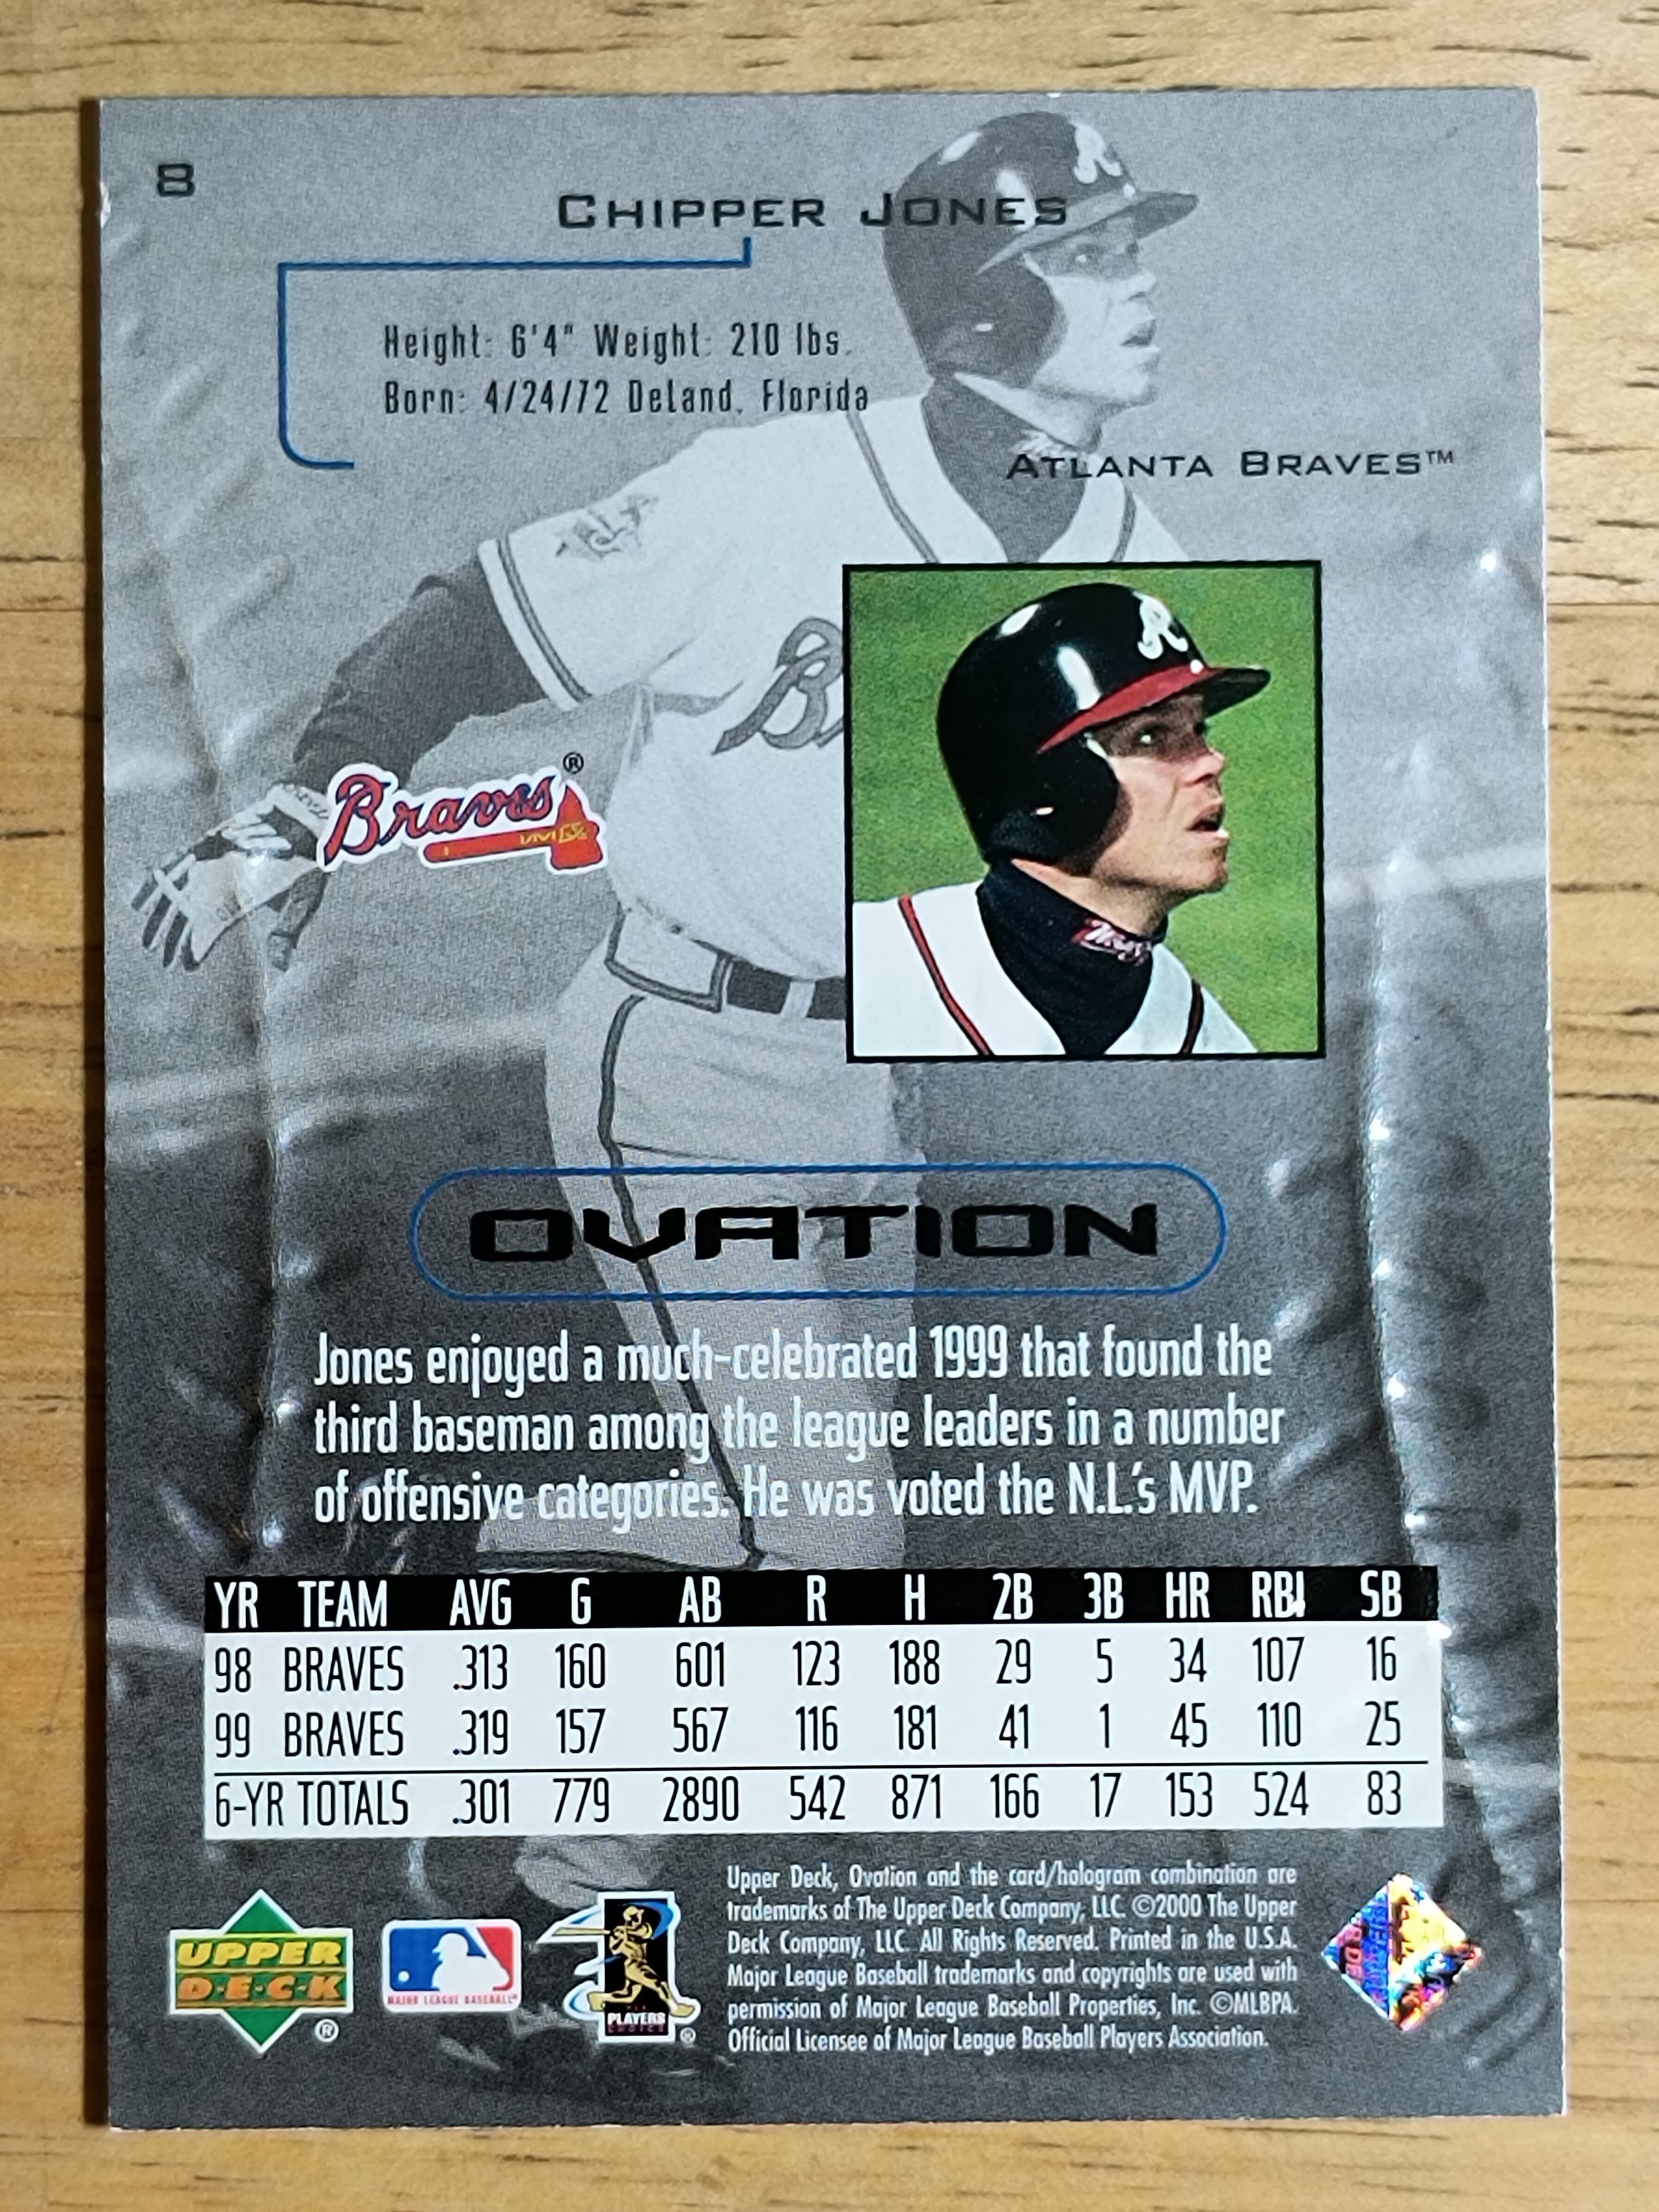 8
CHIPPER JONES
Height: 6'4" Weight: 210 lbs.
Born: 4/24/72 DeLand, Florida
ATLANTA BRAVES™
Braves®
OVATION
Jones enjoyed a much-celebrated 1999 that found the
third baseman among the league leaders in a number
of offensive categories. He was voted the N.L.'s MVP.
YR TEAM AVG G AB R H 2B 3B HR RBI SB
98 BRAVES .313 160 601 123 188 29 5 34 107 16
99 BRAVES .319 157 567 116 181 41 1 45 110 25
6-YR TOTALS .301 779 2890 542 871 166 17 153 524 83
Upper Deck, Ovation and the card/hologram combination are
trademarks of The Upper Deck Company, LLC. ©2000 The Upper
Deck Company, LLC. All Rights Reserved. Printed in the U.S.A.
Major League Baseball trademarks and copyrights are used with
permission of Major League Baseball Properties, Inc. ©MLBPA.
Official Licensee of Major League Baseball Players Association.
UPPER
D·E·C·K
®
MAJOR LEAGUE BASEBALL
PLAYERS
CHOICE
®